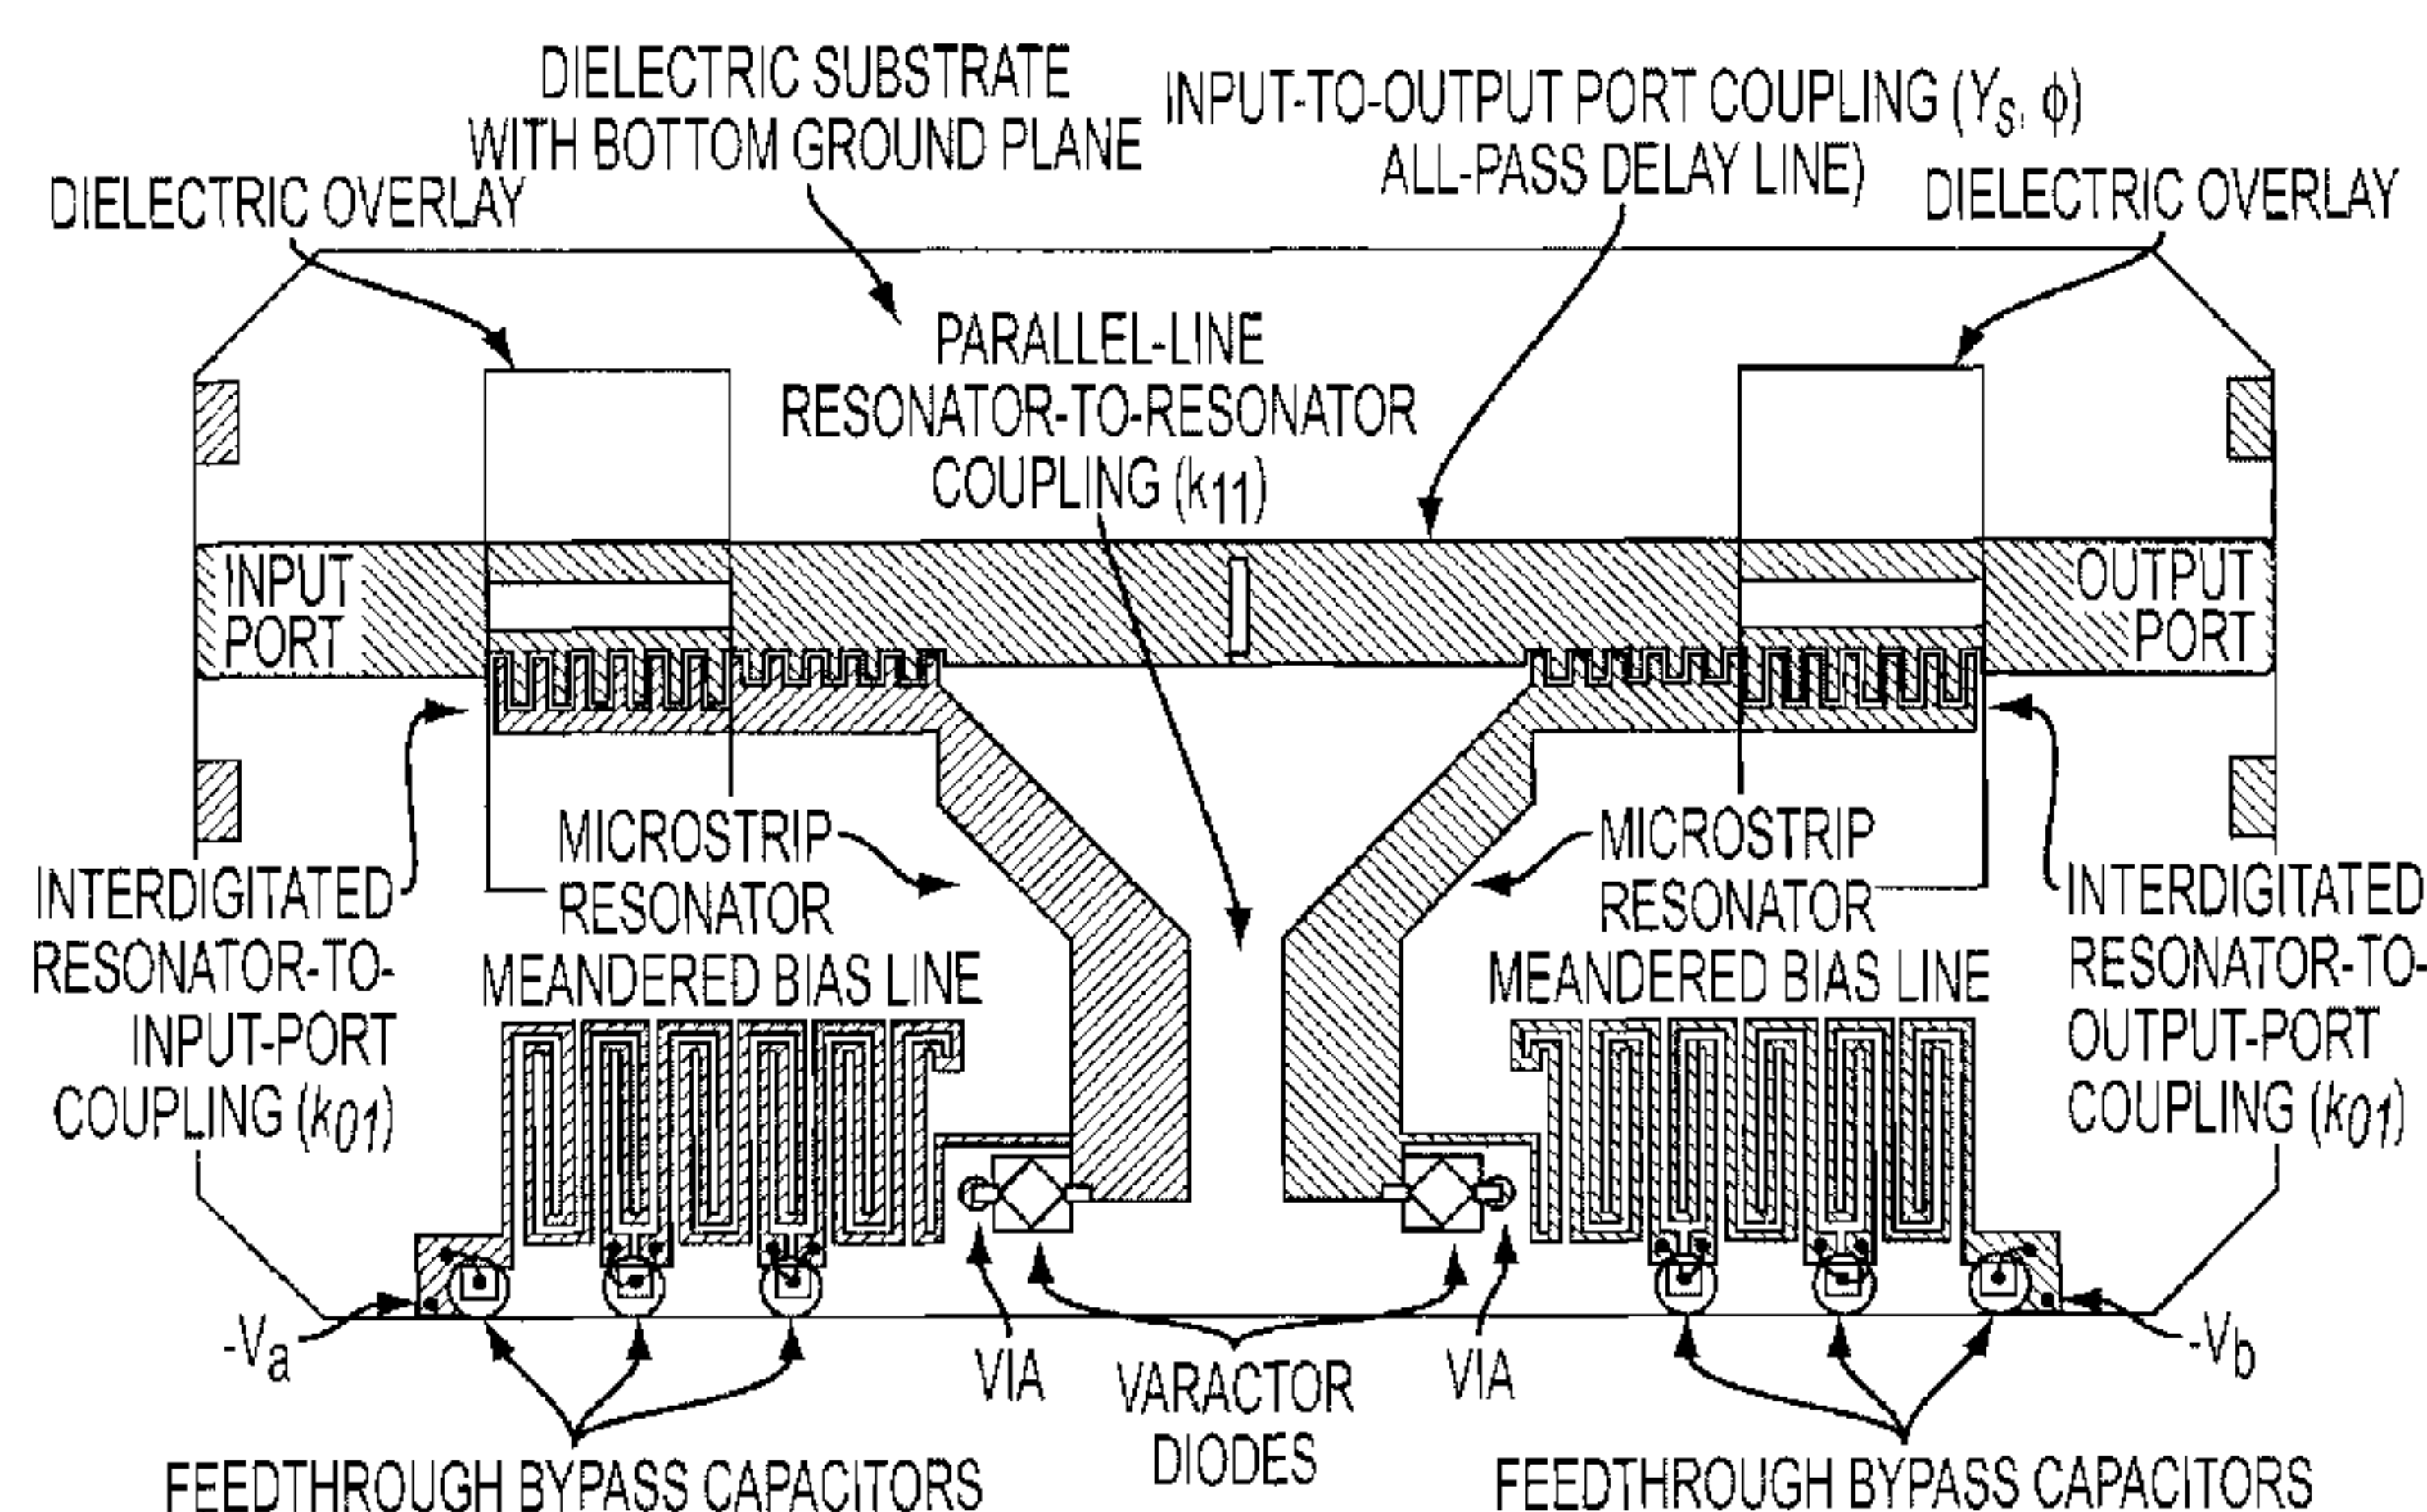 DIELECTRIC SUBSTRATE
WITH BOTTOM GROUND PLANE
INPUT-TO-OUTPUT PORT COUPLING (Ys, ϕ)
ALL-PASS DELAY LINE)
DIELECTRIC OVERLAY
DIELECTRIC OVERLAY
PARALLEL-LINE
RESONATOR-TO-RESONATOR
COUPLING (k11)
INPUT
PORT
OUTPUT
PORT
MICROSTRIP
RESONATOR
MICROSTRIP
RESONATOR
INTERDIGITATED
RESONATOR-TO-
INPUT-PORT
COUPLING (k01)
MEANDERED BIAS LINE
MEANDERED BIAS LINE
INTERDIGITATED
RESONATOR-TO-
OUTPUT-PORT
COUPLING (k01)
-Va
VIA
VARACTOR
DIODES
VIA
-Vb
FEEDTHROUGH BYPASS CAPACITORS
FEEDTHROUGH BYPASS CAPACITORS